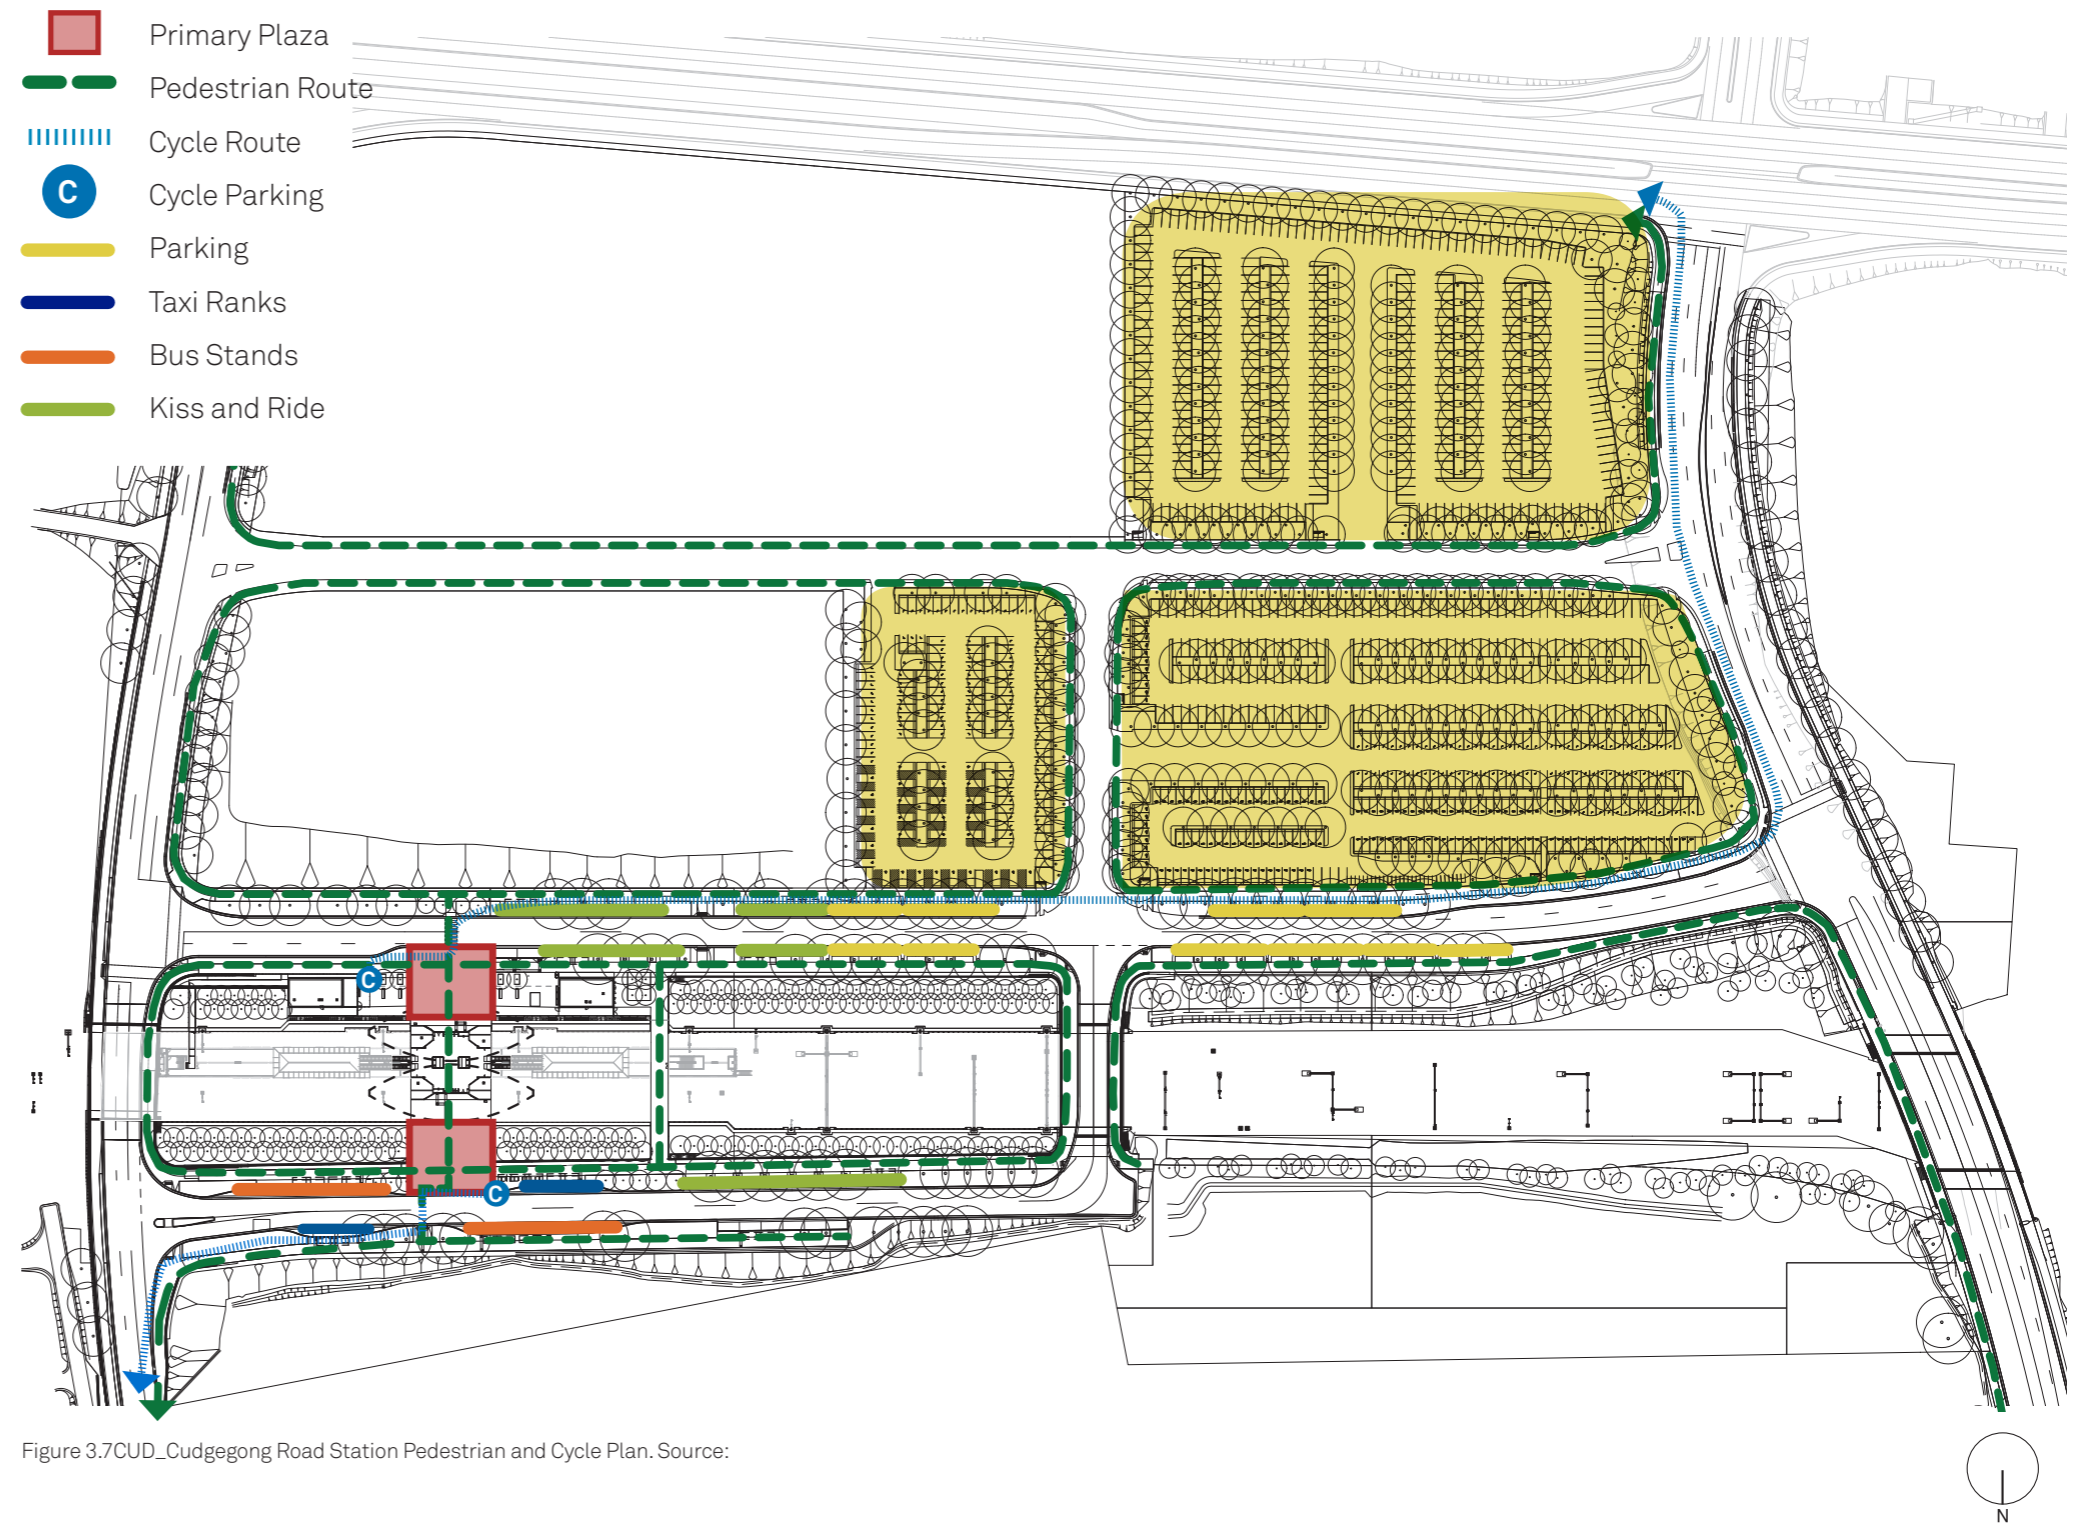 Primary Plaza
Pedestrian Route
Cycle Route
C Cycle Parking
Parking
Taxi Ranks
Bus Stands
Kiss and Ride
C
C
Figure 3.7CUD_Cudgegong Road Station Pedestrian and Cycle Plan. Source:
N